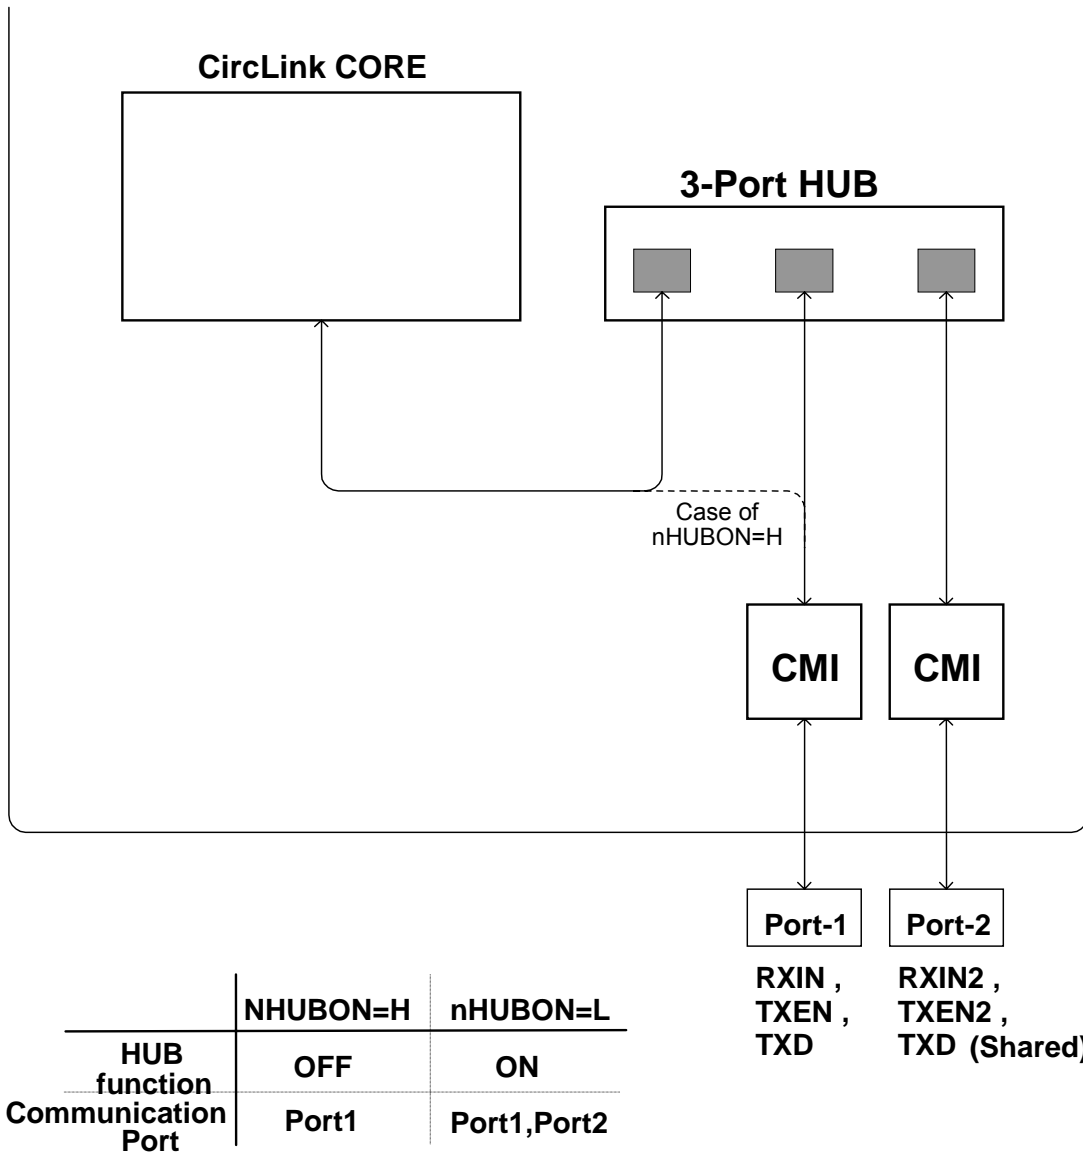 CircLink CORE
3-Port HUB
Case of
nHUBON=H
CMI
CMI
Port-1
Port-2
RXIN ,
TXEN ,
TXD
RXIN2 ,
TXEN2 ,
TXD (Shared)
NHUBON=H nHUBON=L
HUB
function
OFF ON
Communication
Port
Port1 Port1,Port2